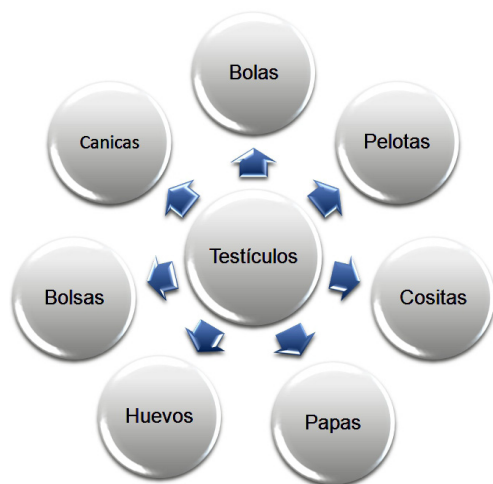 Bolas
Canicas
Pelotas
Testículos
Bolsas
Cositas
Huevos
Papas